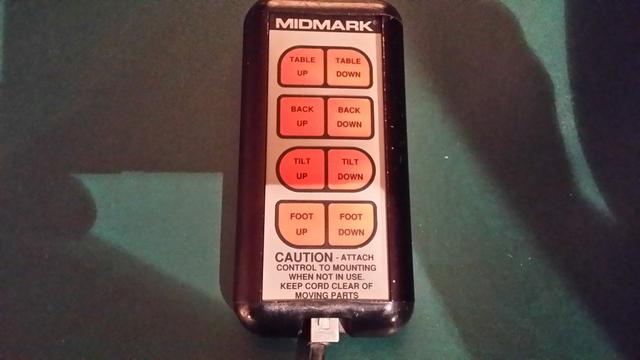 MIDMARK®
TABLE UP TABLE DOWN
BACK UP BACK DOWN
TILT UP TILT DOWN
FOOT UP FOOT DOWN
CAUTION - ATTACH
CONTROL TO MOUNTING
WHEN NOT IN USE.
KEEP CORD CLEAR OF
MOVING PARTS